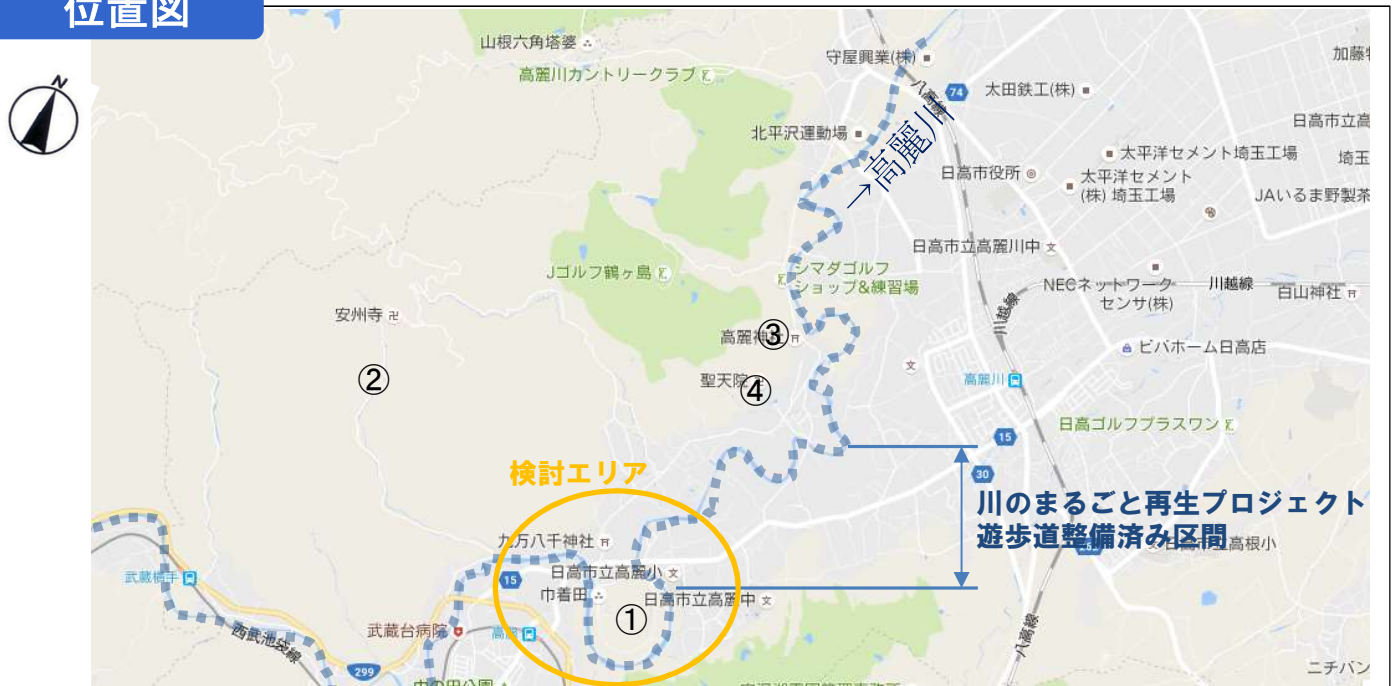 位置図
N
山根六角塔婆
守屋興業(株)
高麗川カントリークラブ
八高線
74
太田鉄工(株)
日高市立高
北平沢運動場
→高麗川
太平洋セメント埼玉工場
埼玉
日高市役所
太平洋セメント
(株) 埼玉工場
JAいるま野製茶
日高市立高麗川中
Jゴルフ鶴ヶ島
シマダゴルフ
ショップ&練習場
NECネットワーク
センサ(株)
川越線
白山神社
安州寺
川越線
高麗神社
③
ビバホーム日高店
②
聖天院
④
高麗川
日高ゴルフプラスワン
15
30
検討エリア
川のまるごと再生プロジェクト
遊歩道整備済み区間
九万八千神社
高根小
武蔵横手
15
日高市立高麗小
巾着田
日高市立高麗中
①
西武池袋線
武蔵台病院
高麗
八高線
299
ニチバン